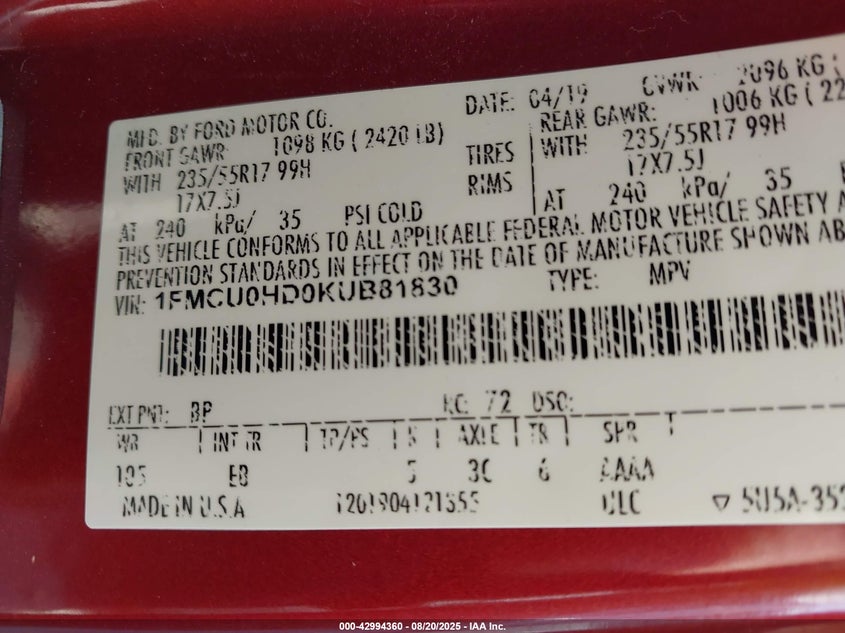 DATE: 04/19 GVWR: 2096 KG (
MFD. BY FORD MOTOR CO.
FRONT GAWR: 1098 KG ( 2420 LB) REAR GAWR: 1006 KG ( 22
WITH 235/55R17 99H TIRES WITH 235/55R17 99H
17X7.5J RIMS 17X7.5J
AT 240 kPa/ 35 PSI COLD AT 240 kPa/ 35
THIS VEHICLE CONFORMS TO ALL APPLICABLE FEDERAL MOTOR VEHICLE SAFETY A
PREVENTION STANDARDS IN EFFECT ON THE DATE OF MANUFACTURE SHOWN AB
VIN: 1FMCU0HD0KUB81830 TYPE: MPV
EXT PNT: RC: 72 DSO:
WB INT TR TP/PS R AXLE TR SPR
105 EB 5 3C 6 AAAA
MADE IN U.S.A ULC ▽ 5U5A-35
000-42994360 - 08/20/2025 - IAA Inc.